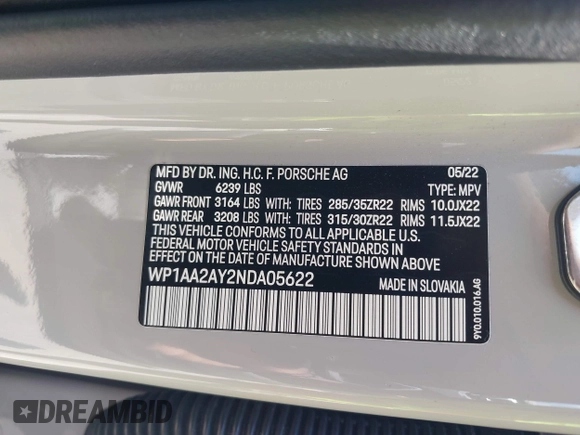 MFD BY DR. ING. H.C. F. PORSCHE AG 05/22
GVWR 6239 LBS TYPE: MPV
GAWR FRONT 3164 LBS WITH: TIRES 285/35ZR22 RIMS 10.0JX22
GAWR REAR 3208 LBS WITH: TIRES 315/30ZR22 RIMS 11.5JX22
THIS VEHICLE CONFORMS TO ALL APPLICABLE U.S.
FEDERAL MOTOR VEHICLE SAFETY STANDARDS IN
EFFECT ON THE DATE OF MANUFACTURE SHOWN ABOVE
WP1AA2AY2NDA05622 MADE IN SLOVAKIA
9Y0.010.016.AG
DREAMBID